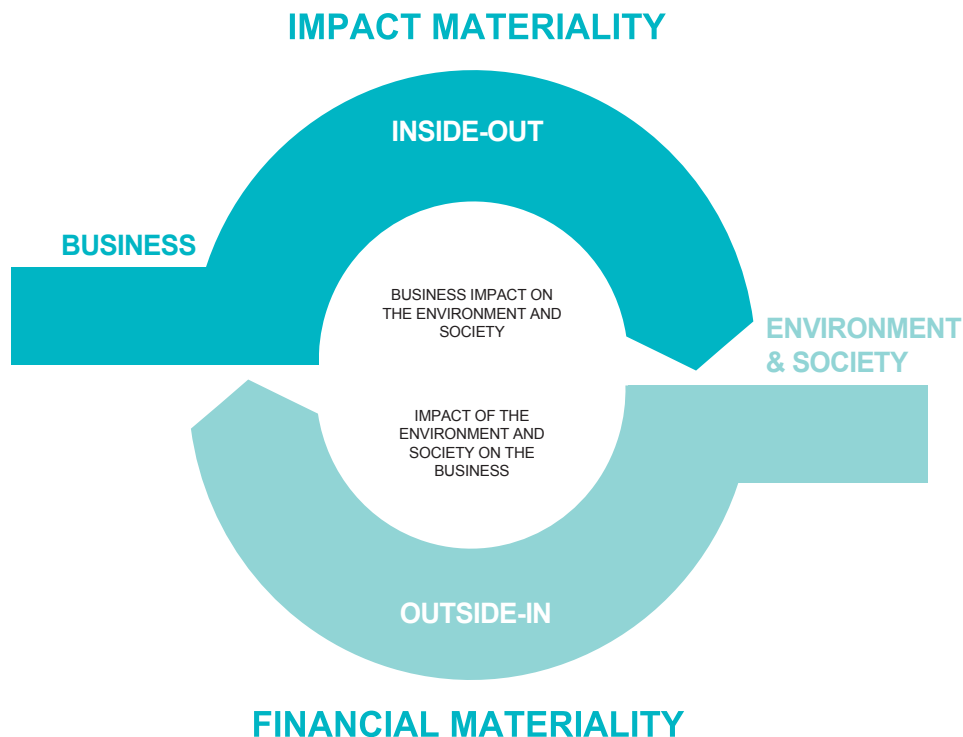 IMPACT MATERIALITY
INSIDE-OUT
BUSINESS
BUSINESS IMPACT ON
THE ENVIRONMENT AND
SOCIETY
ENVIRONMENT
& SOCIETY
IMPACT OF THE
ENVIRONMENT AND
SOCIETY ON THE
BUSINESS
OUTSIDE-IN
FINANCIAL MATERIALITY